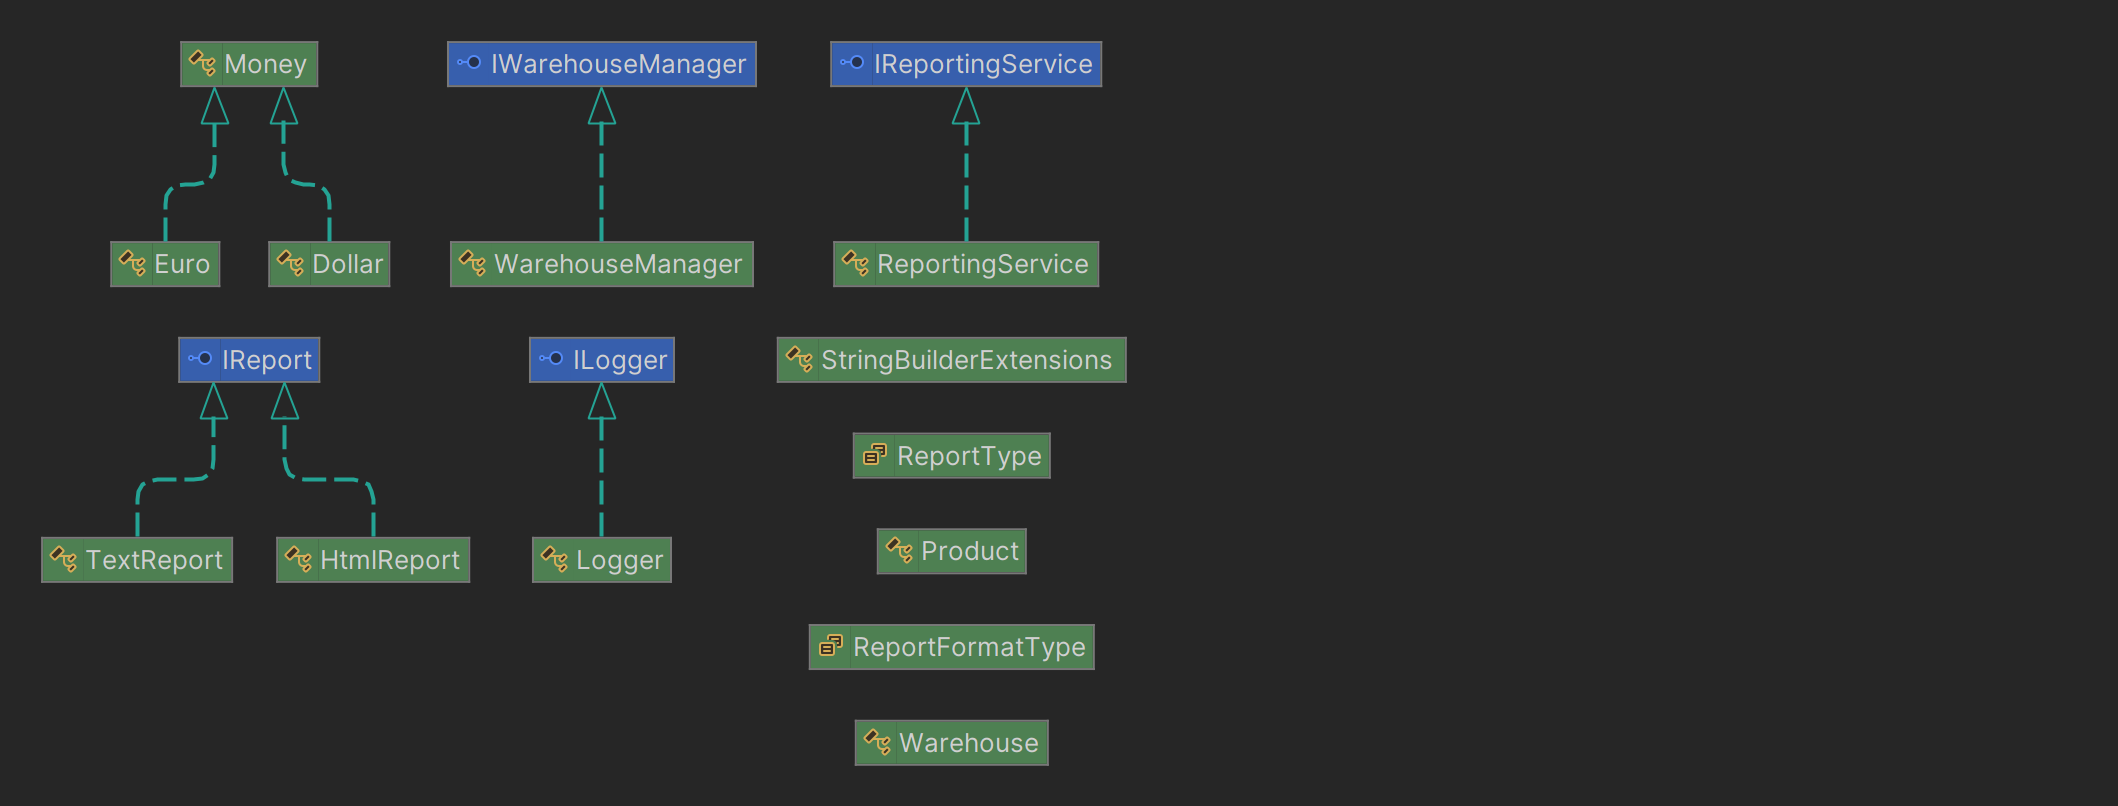 Money
IWarehouseManager
IReportingService
Euro
Dollar
WarehouseManager
ReportingService
IReport
ILogger
StringBuilderExtensions
ReportType
Product
TextReport
HtmlReport
Logger
ReportFormatType
Warehouse